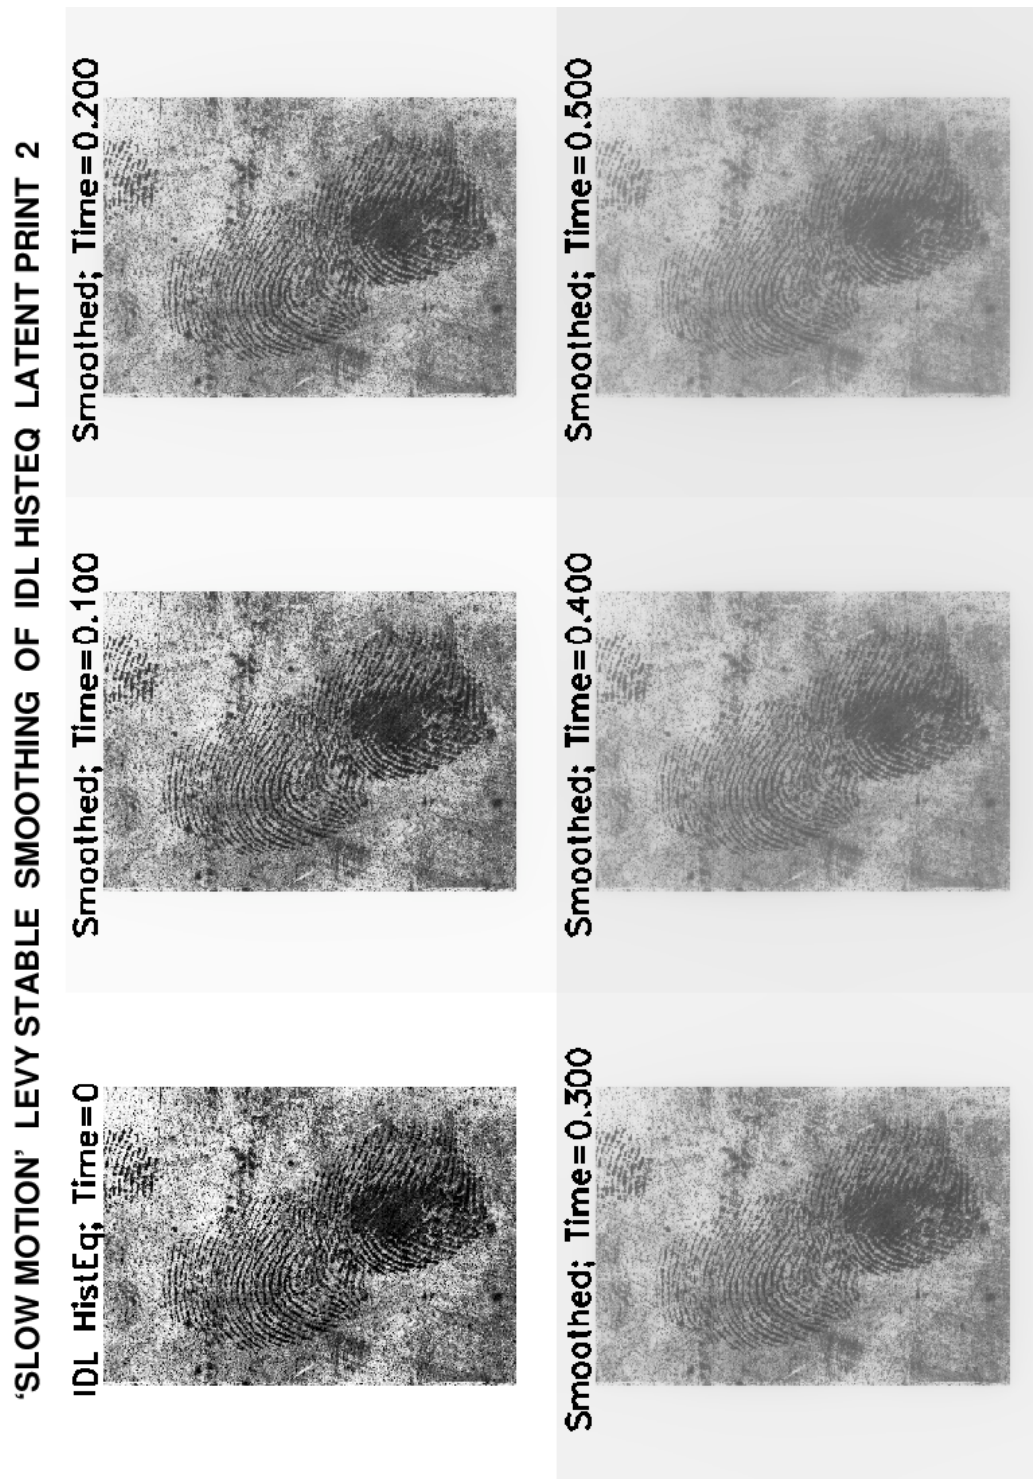 ‘SLOW MOTION’ LEVY STABLE SMOOTHING OF IDL HISTEQ LATENT PRINT 2
IDL HistEq; Time=0
Smoothed; Time=0.100
Smoothed; Time=0.200
Smoothed; Time=0.300
Smoothed; Time=0.400
Smoothed; Time=0.500